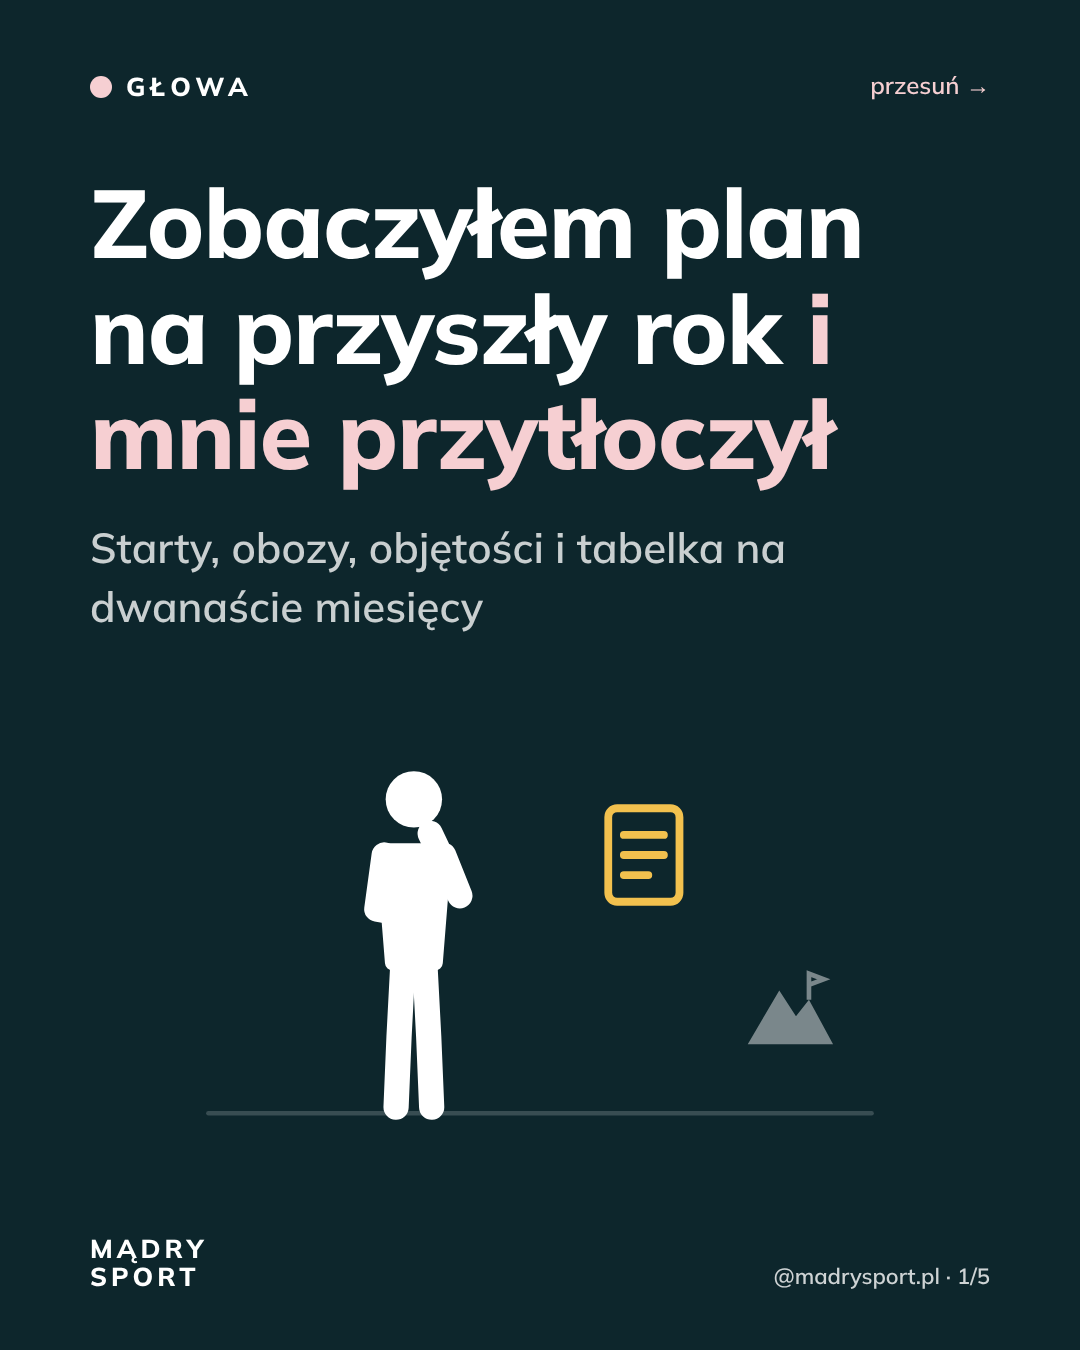 GŁOWA
przesuń →
Zobaczyłem plan
na przyszły rok i
mnie przytłoczył
Starty, obozy, objętości i tabelka na
dwanaście miesięcy
MĄDRY
SPORT
@madrysport.pl · 1/5